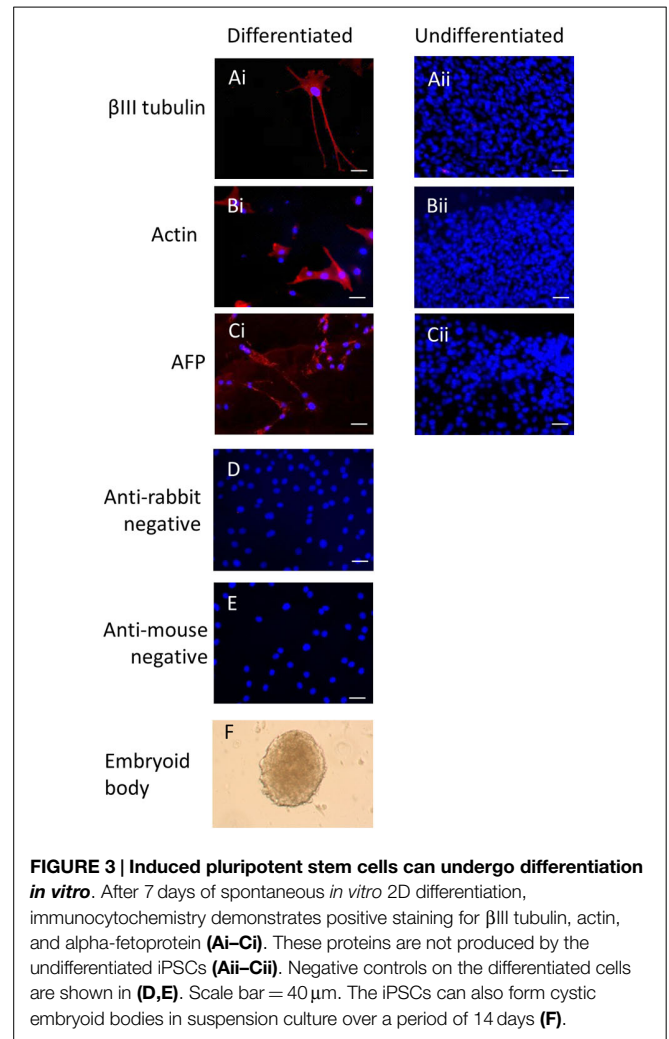 Differentiated Undifferentiated
βIII tubulin Ai Aii
Actin Bi Bii
AFP Ci Cii
Anti-rabbit
negative
D
Anti-mouse
negative
E
Embryoid
body
F
FIGURE 3 | Induced pluripotent stem cells can undergo differentiation
in vitro. After 7 days of spontaneous in vitro 2D differentiation,
immunocytochemistry demonstrates positive staining for βIII tubulin, actin,
and alpha-fetoprotein (Ai–Ci). These proteins are not produced by the
undifferentiated iPSCs (Aii–Cii). Negative controls on the differentiated cells
are shown in (D,E). Scale bar = 40 μm. The iPSCs can also form cystic
embryoid bodies in suspension culture over a period of 14 days (F).